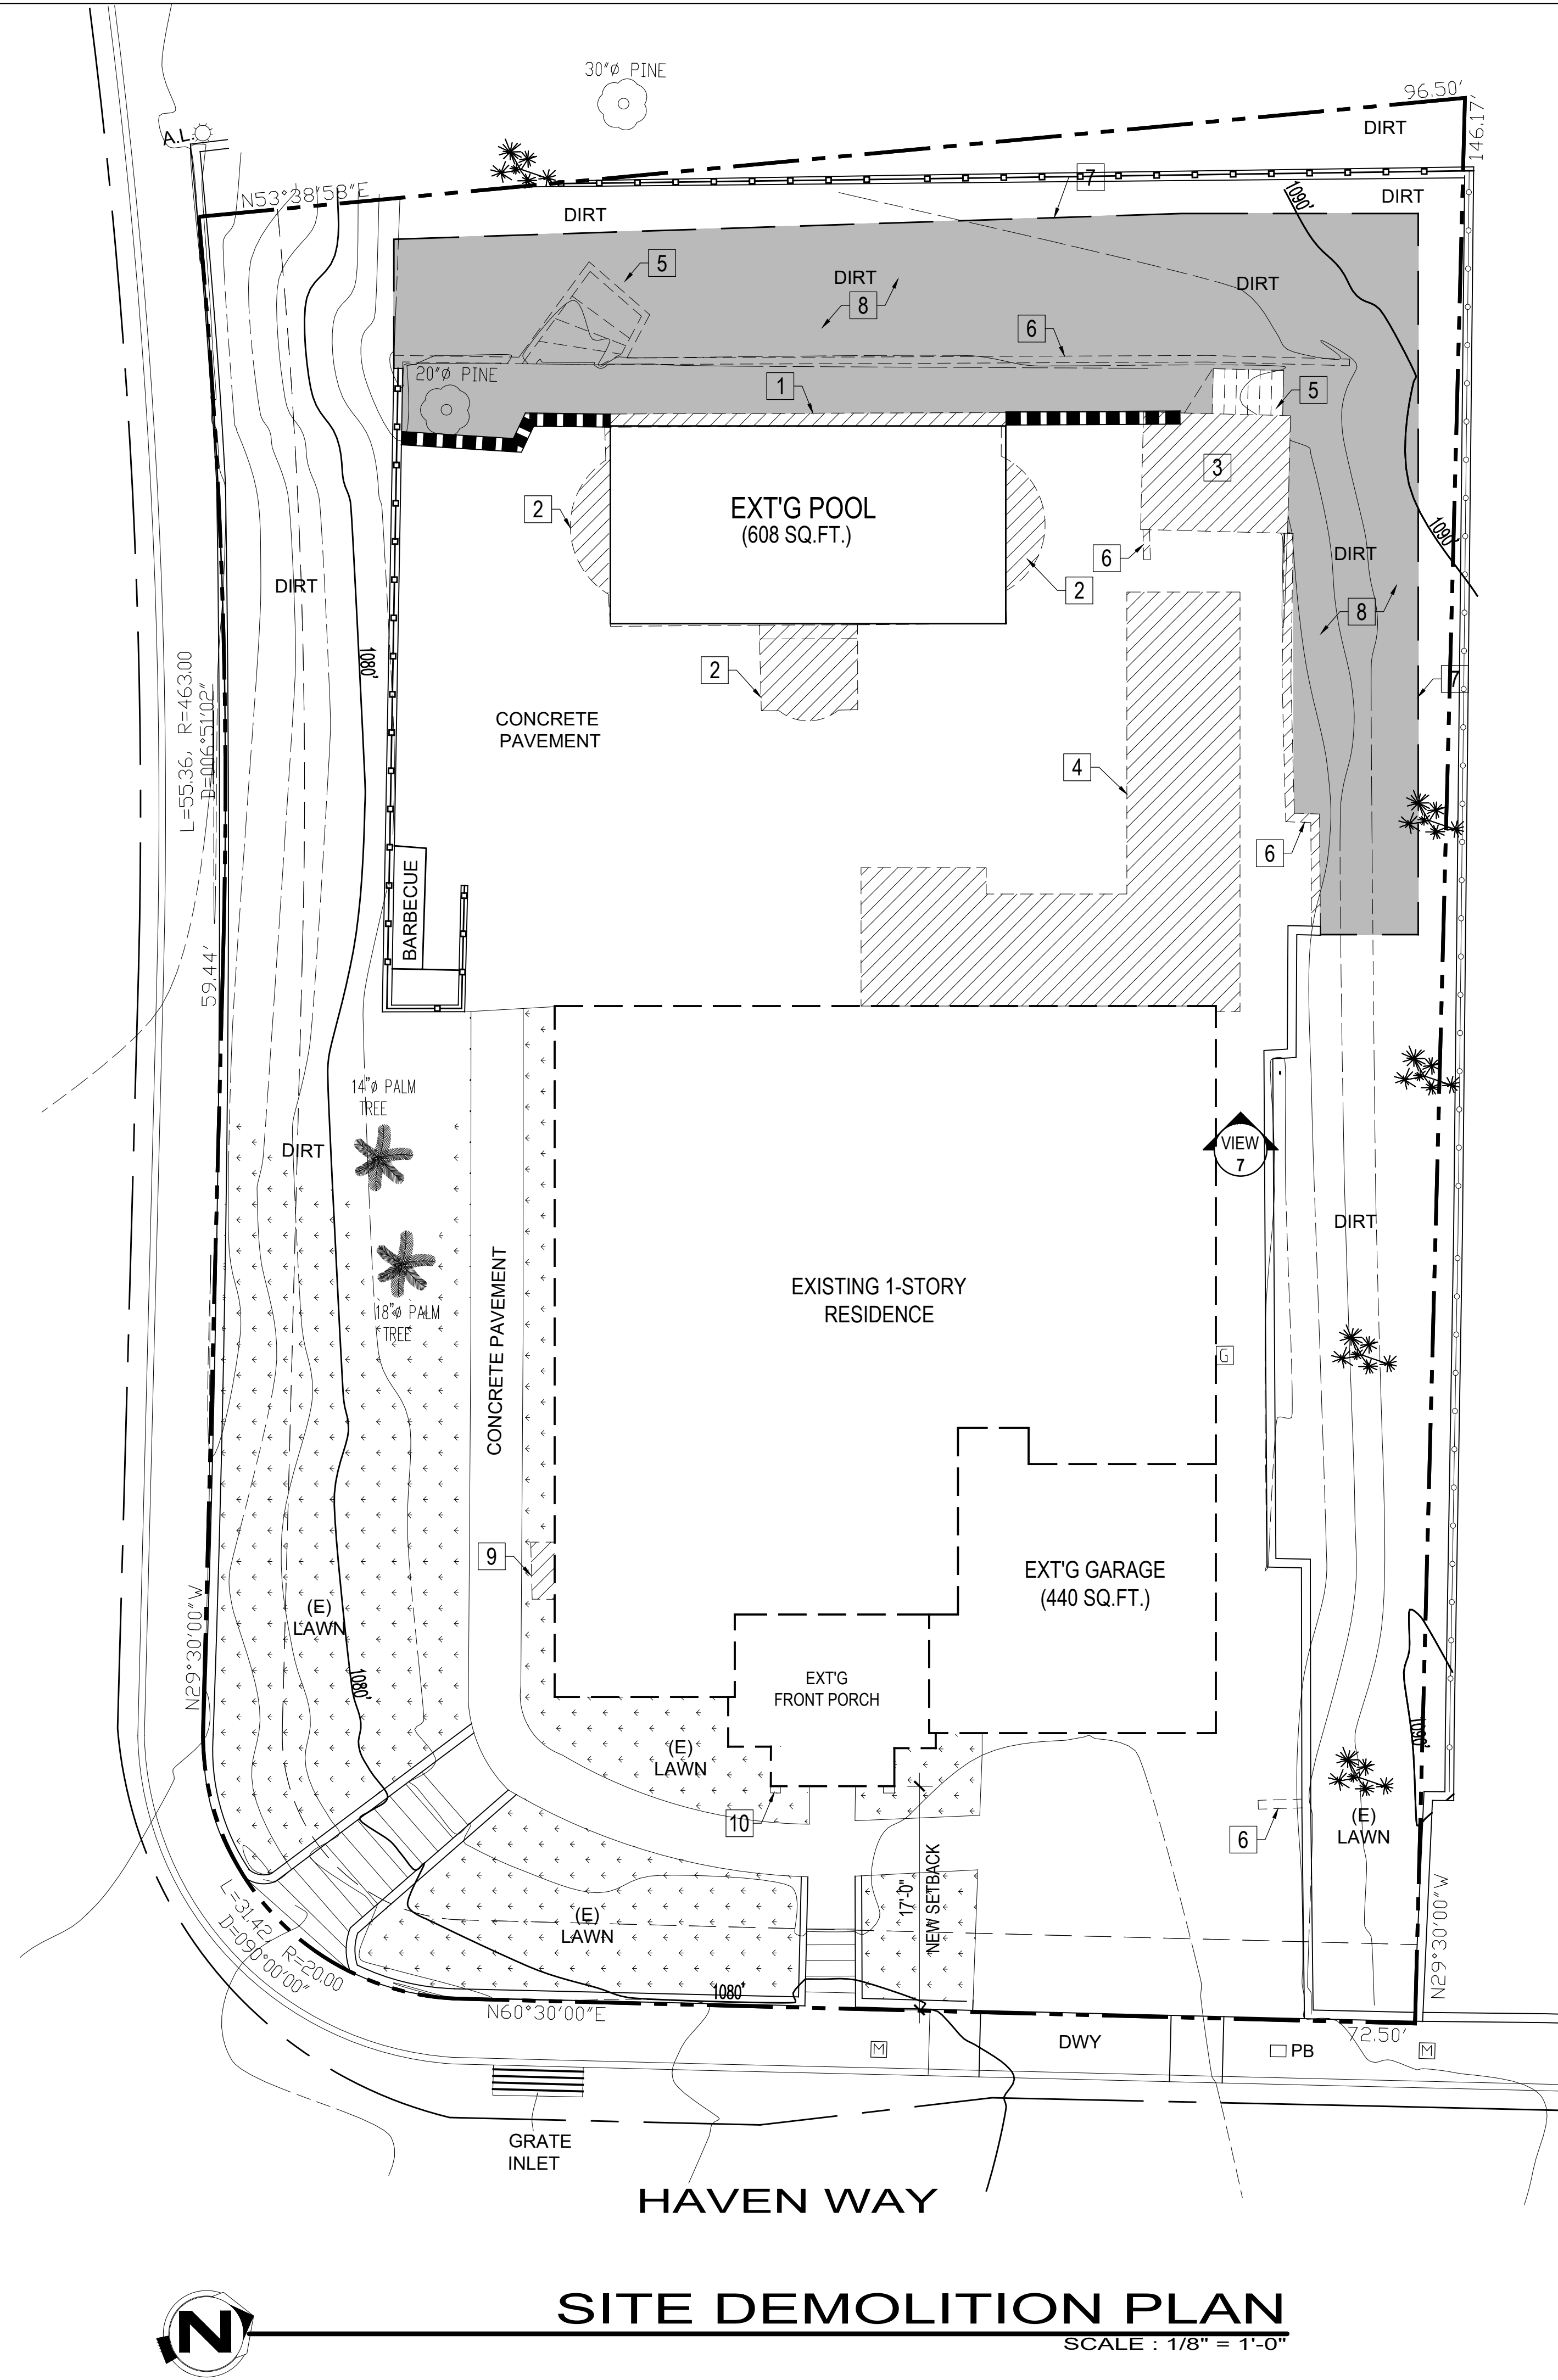 30"Ø PINE
96.50'
146.17'
DIRT
A.L.
N53°38'58"E
7
DIRT
DIRT
1090'
5
DIRT
8
DIRT
6
20"Ø PINE
1
5
3
EXT'G POOL
(608 SQ.FT.)
2
6
2
1090'
DIRT
DIRT
8
1080'
2
7
L=55.36, R=463.00
D=006°51'02"
CONCRETE
PAVEMENT
4
6
BARBECUE
59.44'
14"Ø PALM
TREE
DIRT
VIEW
7
DIRT
18"Ø PALM
TREE
CONCRETE PAVEMENT
EXISTING 1-STORY
RESIDENCE
G
9
EXT'G GARAGE
(440 SQ.FT.)
N29°30'00"W
(E)
LAWN
1080'
EXT'G
FRONT PORCH
(E)
LAWN
1090'
10
6
(E)
LAWN
17'-0"
NEW SETBACK
(E)
LAWN
L=31.42, R=20.00
D=090°00'00"
N29°30'00"W
1080'
N60°30'00"E
72.50'
M
DWY
PB
M
GRATE
INLET
HAVEN WAY
N
SITE DEMOLITION PLAN
SCALE : 1/8" = 1'-0"